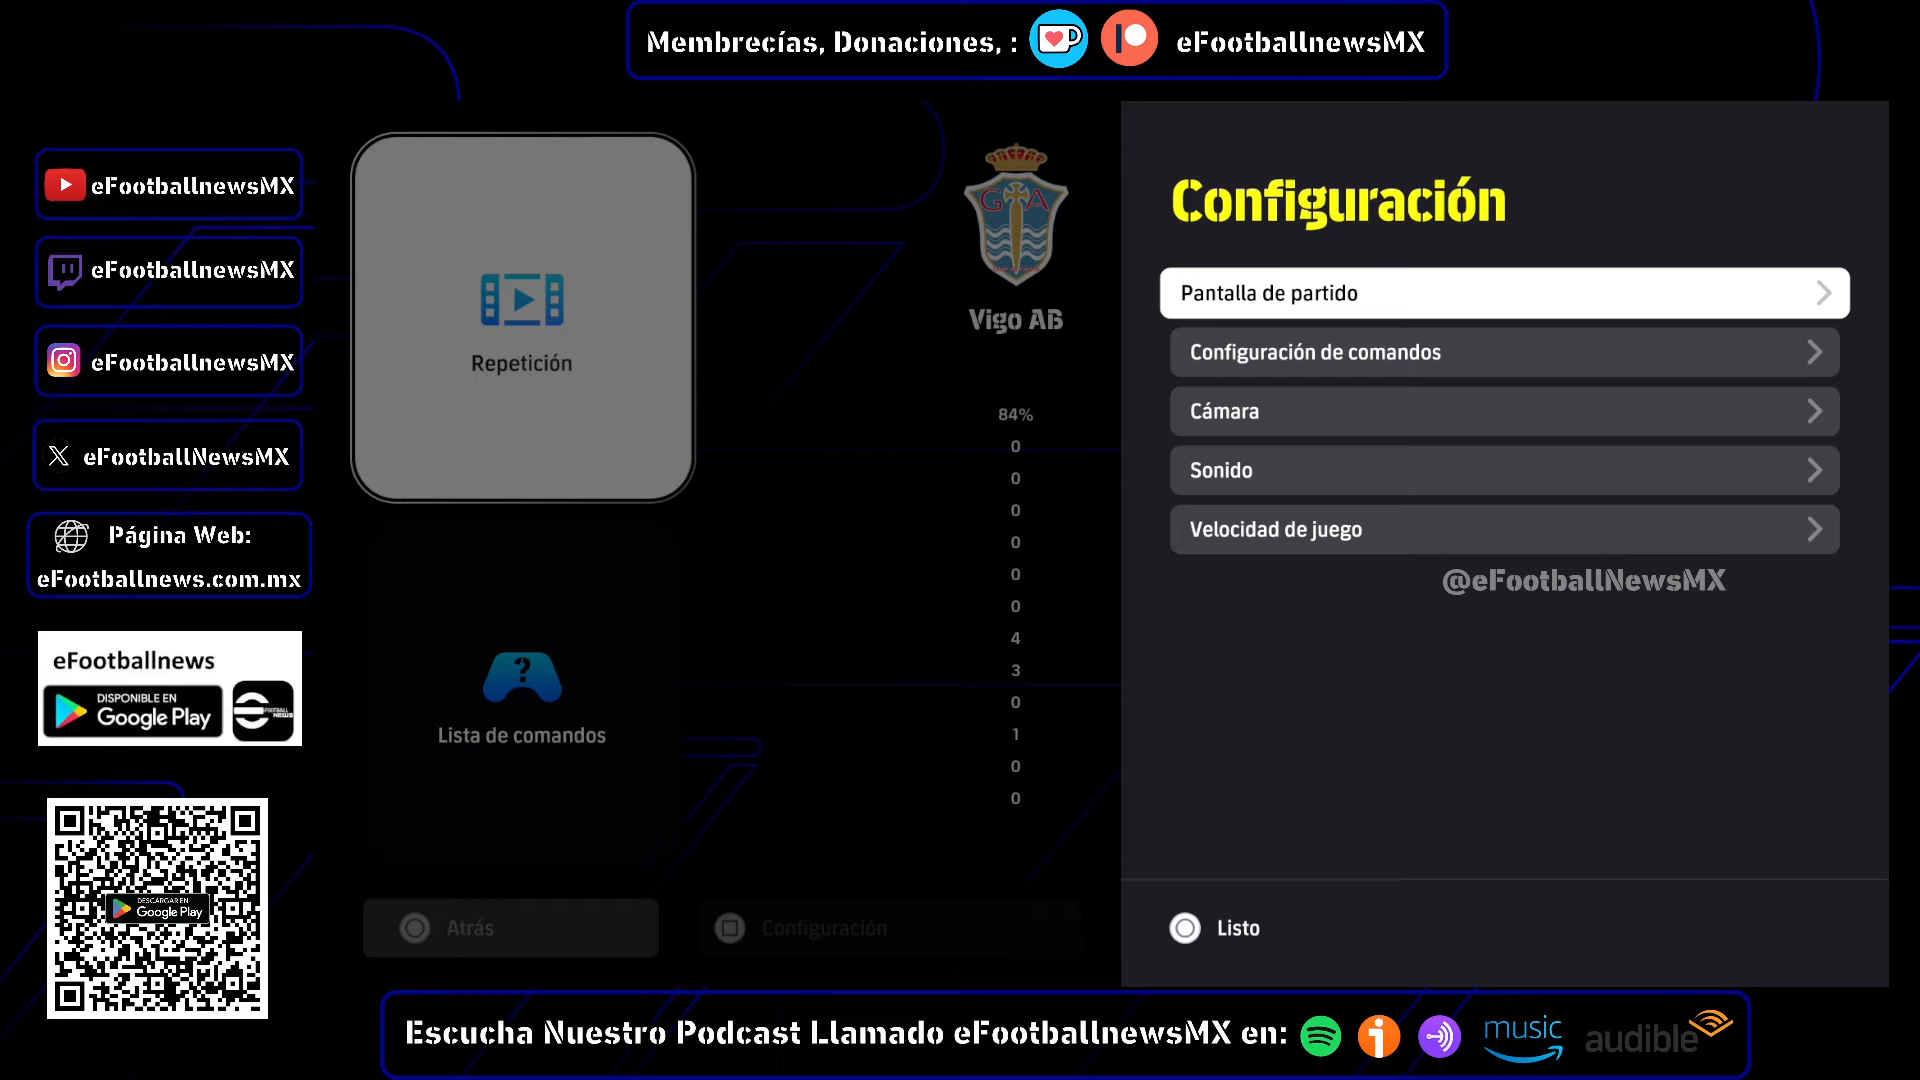 Membrecías, Donaciones, : eFootballnewsMX
eFootballnewsMX
eFootballnewsMX
eFootballnewsMX
eFootballNewsMX
Página Web:
eFootballnews.com.mx
eFootballnews
DISPONIBLE EN
Google Play
FOOTBALL
NEWS
DESCARGAR EN
Google Play
Repetición
Lista de comandos
Atrás
Configuración
G A
Vigo AB
84%
0
0
0
0
0
0
4
3
0
1
0
0
Configuración
Pantalla de partido
Configuración de comandos
Cámara
Sonido
Velocidad de juego
@eFootballNewsMX
Listo
Escucha Nuestro Podcast Llamado eFootballnewsMX en: music audible